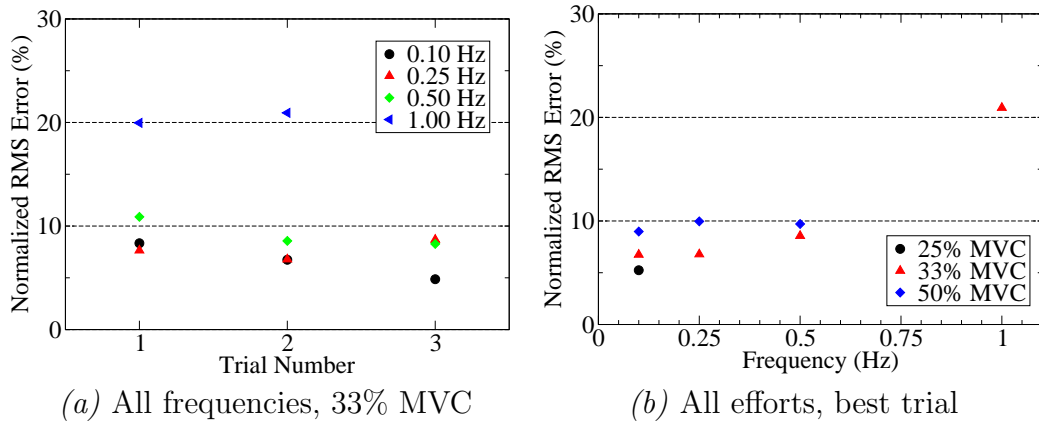 Normalized RMS Error (%)
30
20
10
0
0.10 Hz
0.25 Hz
0.50 Hz
1.00 Hz
1 2 3
Trial Number
(a) All frequencies, 33% MVC
Normalized RMS Error (%)
30
20
10
0
25% MVC
33% MVC
50% MVC
0 0.25 0.5 0.75 1
Frequency (Hz)
(b) All efforts, best trial